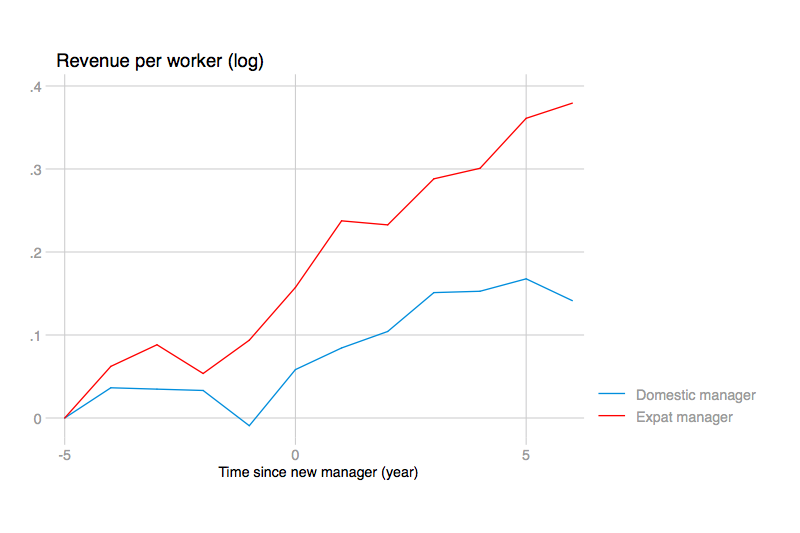 Revenue per worker (log)
.4
.3
.2
.1
0
-5
0
5
Time since new manager (year)
Domestic manager
Expat manager